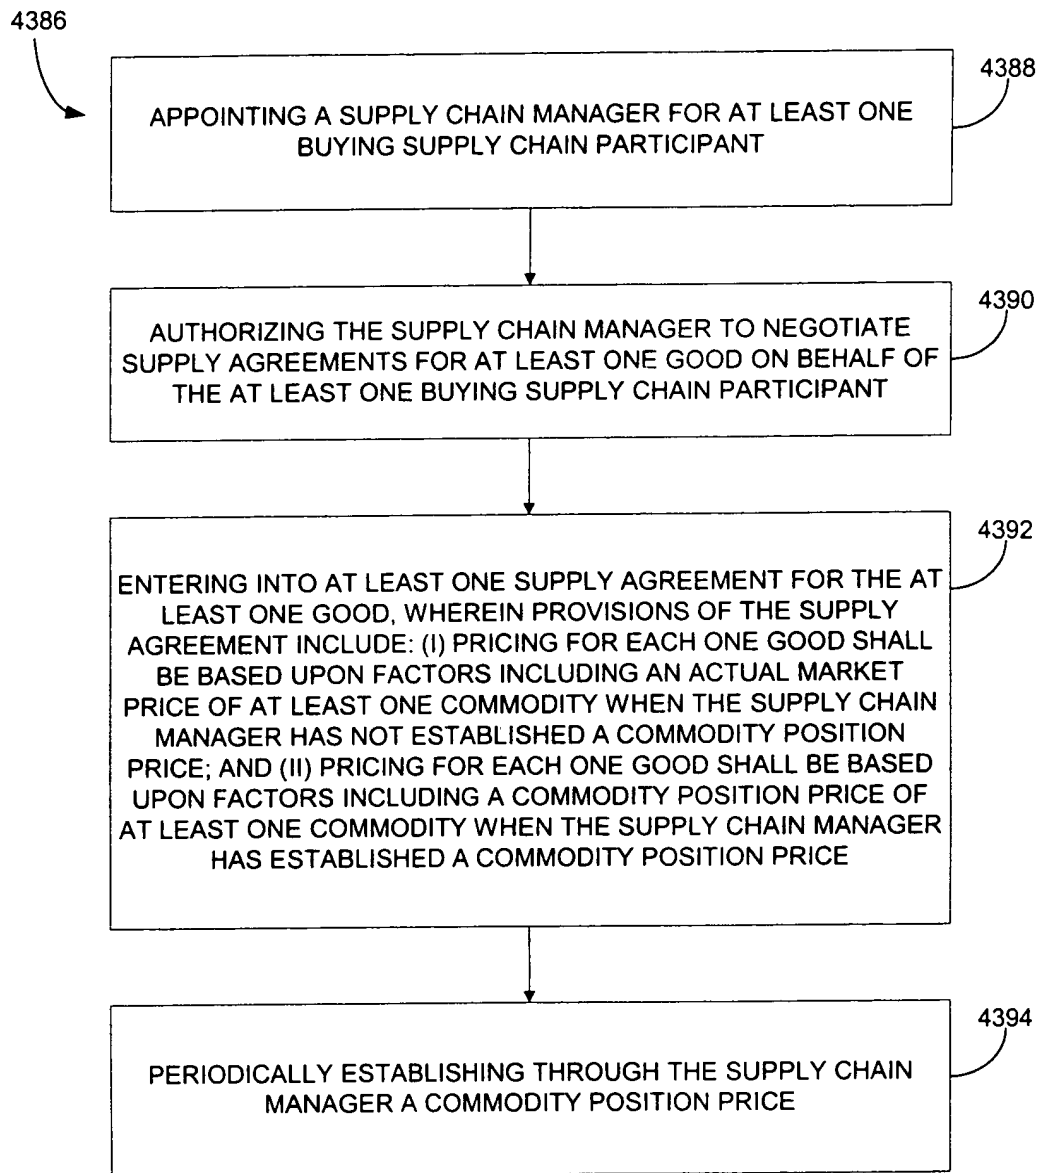 4386
4388
APPOINTING A SUPPLY CHAIN MANAGER FOR AT LEAST ONE
BUYING SUPPLY CHAIN PARTICIPANT
4390
AUTHORIZING THE SUPPLY CHAIN MANAGER TO NEGOTIATE
SUPPLY AGREEMENTS FOR AT LEAST ONE GOOD ON BEHALF OF
THE AT LEAST ONE BUYING SUPPLY CHAIN PARTICIPANT
4392
ENTERING INTO AT LEAST ONE SUPPLY AGREEMENT FOR THE AT
LEAST ONE GOOD, WHEREIN PROVISIONS OF THE SUPPLY
AGREEMENT INCLUDE: (I) PRICING FOR EACH ONE GOOD SHALL
BE BASED UPON FACTORS INCLUDING AN ACTUAL MARKET
PRICE OF AT LEAST ONE COMMODITY WHEN THE SUPPLY CHAIN
MANAGER HAS NOT ESTABLISHED A COMMODITY POSITION
PRICE; AND (II) PRICING FOR EACH ONE GOOD SHALL BE BASED
UPON FACTORS INCLUDING A COMMODITY POSITION PRICE OF
AT LEAST ONE COMMODITY WHEN THE SUPPLY CHAIN MANAGER
HAS ESTABLISHED A COMMODITY POSITION PRICE
4394
PERIODICALLY ESTABLISHING THROUGH THE SUPPLY CHAIN
MANAGER A COMMODITY POSITION PRICE